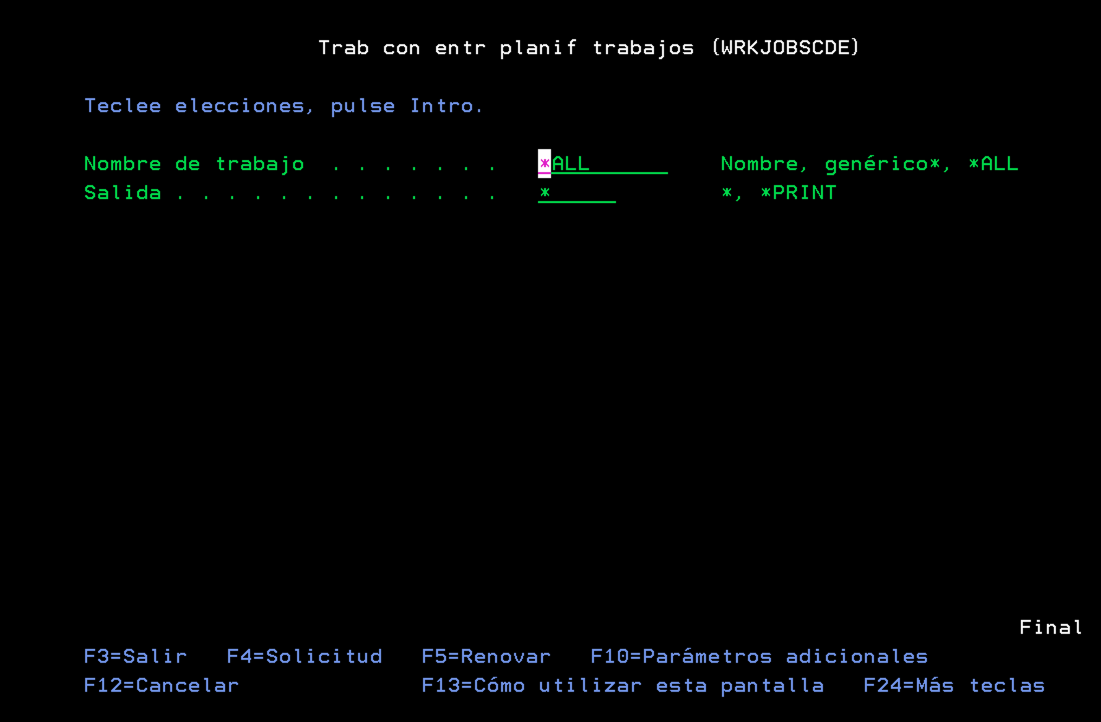 Trab con entr planif trabajos (WRKJOBSCDE)
Teclee elecciones, pulse Intro.
Nombre de trabajo . . . . . . . *ALL Nombre, genérico*, *ALL
Salida . . . . . . . . . . . . . * *, *PRINT
Final
F3=Salir F4=Solicitud F5=Renovar F10=Parámetros adicionales
F12=Cancelar F13=Cómo utilizar esta pantalla F24=Más teclas